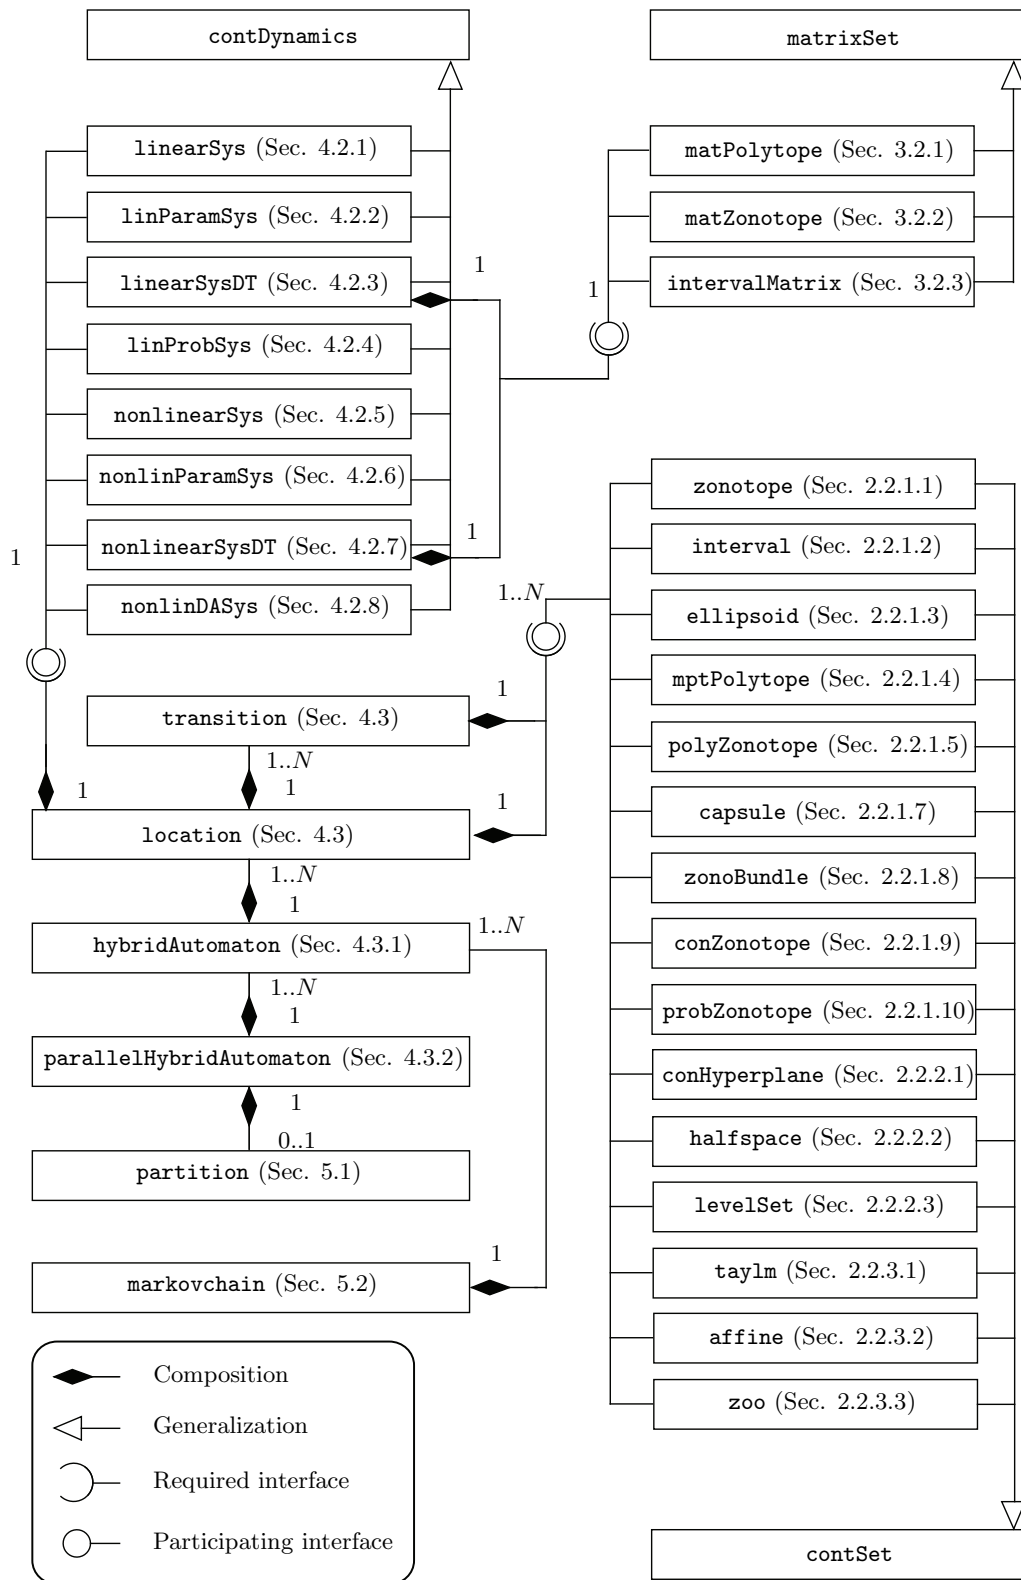 contDynamics
matrixSet
linearSys (Sec. 4.2.1)
linParamSys (Sec. 4.2.2)
linearSysDT (Sec. 4.2.3)
linProbSys (Sec. 4.2.4)
nonlinearSys (Sec. 4.2.5)
nonlinParamSys (Sec. 4.2.6)
nonlinearSysDT (Sec. 4.2.7)
nonlinDASys (Sec. 4.2.8)
1
1
1
matPolytope (Sec. 3.2.1)
matZonotope (Sec. 3.2.2)
intervalMatrix (Sec. 3.2.3)
1
1..N
zonotope (Sec. 2.2.1.1)
interval (Sec. 2.2.1.2)
ellipsoid (Sec. 2.2.1.3)
mptPolytope (Sec. 2.2.1.4)
polyZonotope (Sec. 2.2.1.5)
capsule (Sec. 2.2.1.7)
zonoBundle (Sec. 2.2.1.8)
conZonotope (Sec. 2.2.1.9)
probZonotope (Sec. 2.2.1.10)
conHyperplane (Sec. 2.2.2.1)
halfspace (Sec. 2.2.2.2)
levelSet (Sec. 2.2.2.3)
taylm (Sec. 2.2.3.1)
affine (Sec. 2.2.3.2)
zoo (Sec. 2.2.3.3)
contSet
transition (Sec. 4.3)
1
1..N
1
1
location (Sec. 4.3)
1
1..N
1
hybridAutomaton (Sec. 4.3.1)
1..N
1..N
1
parallelHybridAutomaton (Sec. 4.3.2)
1
0..1
partition (Sec. 5.1)
markovchain (Sec. 5.2)
1
Composition
Generalization
Required interface
Participating interface